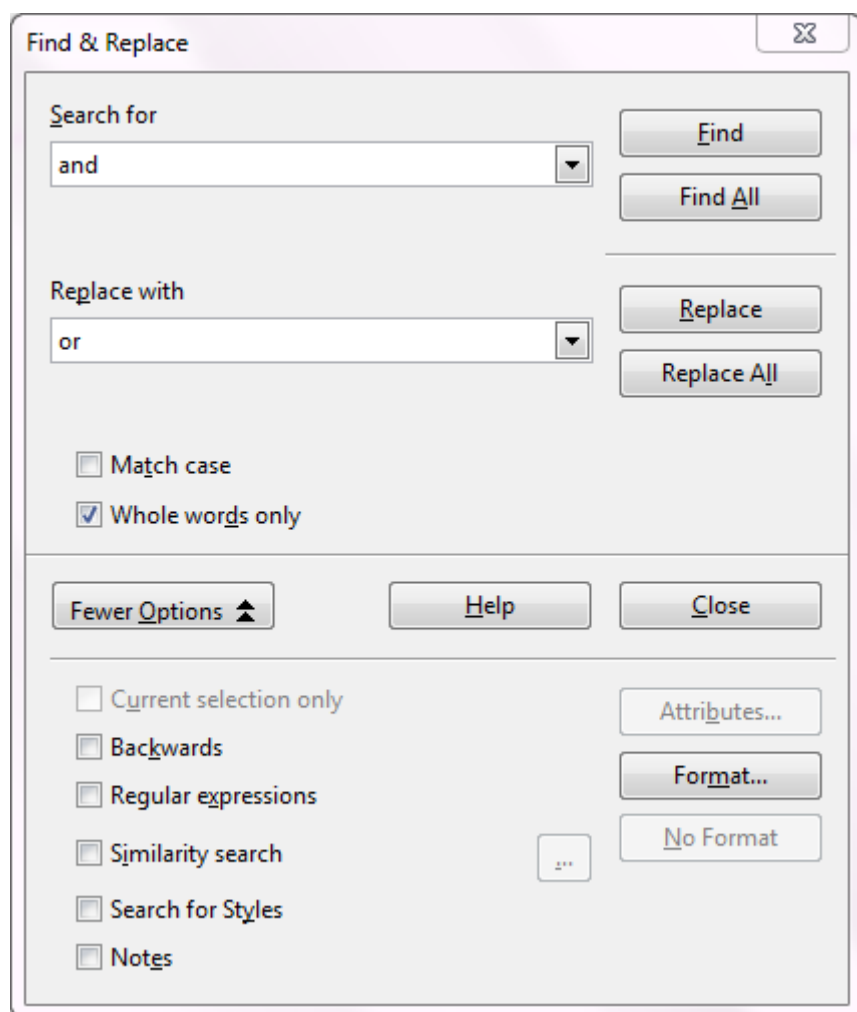 Find & Replace
Search for
Find
and
Find All
Replace with
Replace
or
Replace All
Match case
Whole words only
Fewer Options
Help
Close
Current selection only
Attributes...
Backwards
Format...
Regular expressions
No Format
Similarity search
...
Search for Styles
Notes